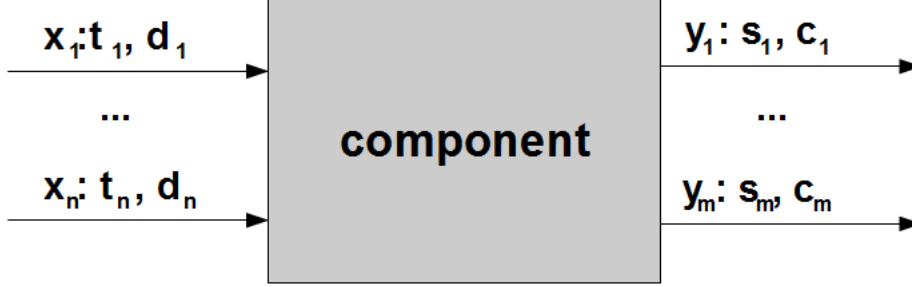 x₁: t₁, d₁
y₁: s₁, c₁
...
...
component
xₙ: tₙ, dₙ
yₘ: sₘ, cₘ